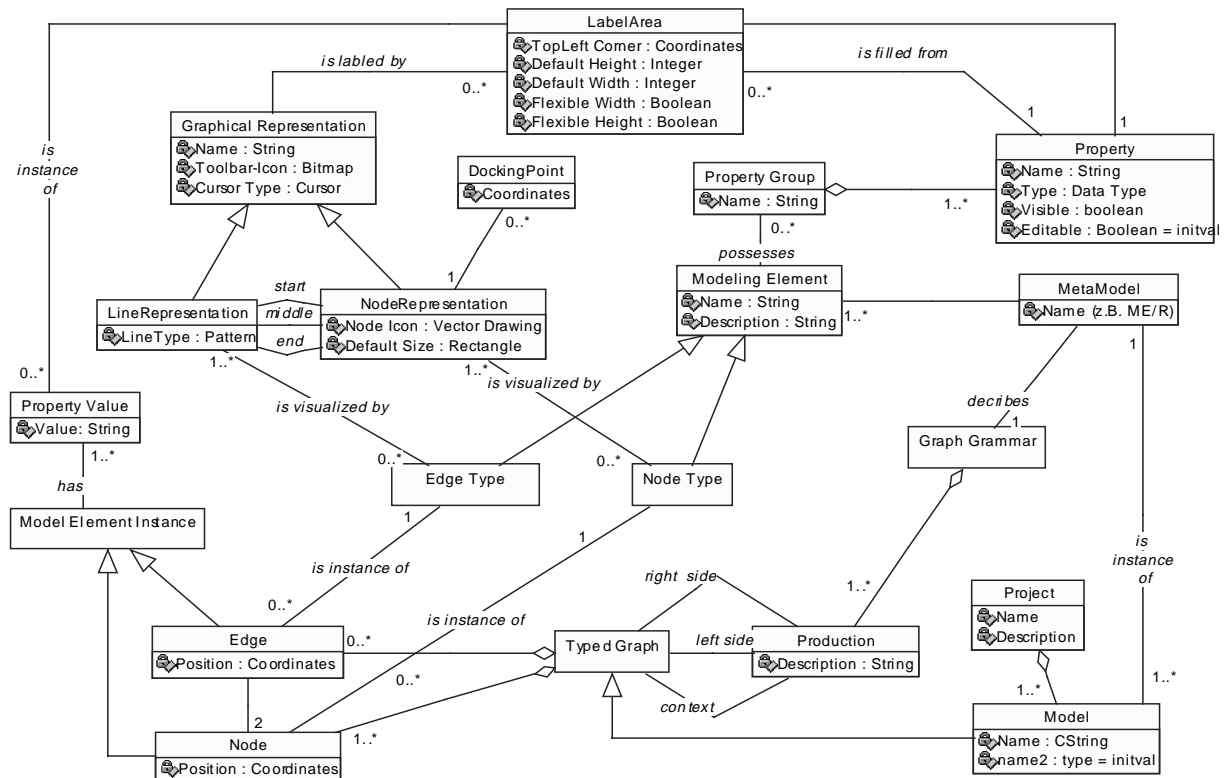 LabelArea
TopLeft Corner : Coordinates
Default Height : Integer
Default Width : Integer
Flexible Width : Boolean
Flexible Height : Boolean
is labled by
0..*
is filled from
0..*
1
1
Graphical Representation
Name : String
Toolbar-Icon : Bitmap
Cursor Type : Cursor
is
instance
of
DockingPoint
Coordinates
0..*
1
Property Group
Name : String
0..*
1..*
Property
Name : String
Type : Data Type
Visible : boolean
Editable : Boolean = initval
possesses
Modeling Element
Name : String
Description : String
1..*
MetaModel
Name (z.B. ME/R)
1
LineRepresentation
LineType : Pattern
start
middle
end
1..*
NodeRepresentation
Node Icon : Vector Drawing
Default Size : Rectangle
1..*
is visualized by
is visualized by
0..*
Property Value
Value: String
1..*
has
decribes
1
Graph Grammar
0..*
Edge Type
1
0..*
Node Type
1
Model Element Instance
is instance of
0..*
is instance of
0..*
is
instance
of
right side
left side
context
1..*
Project
Name
Description
Edge
Position : Coordinates
0..*
Typed Graph
Production
Description : String
2
1..*
1..*
1..*
Node
Position : Coordinates
Model
Name : CString
name2 : type = initval